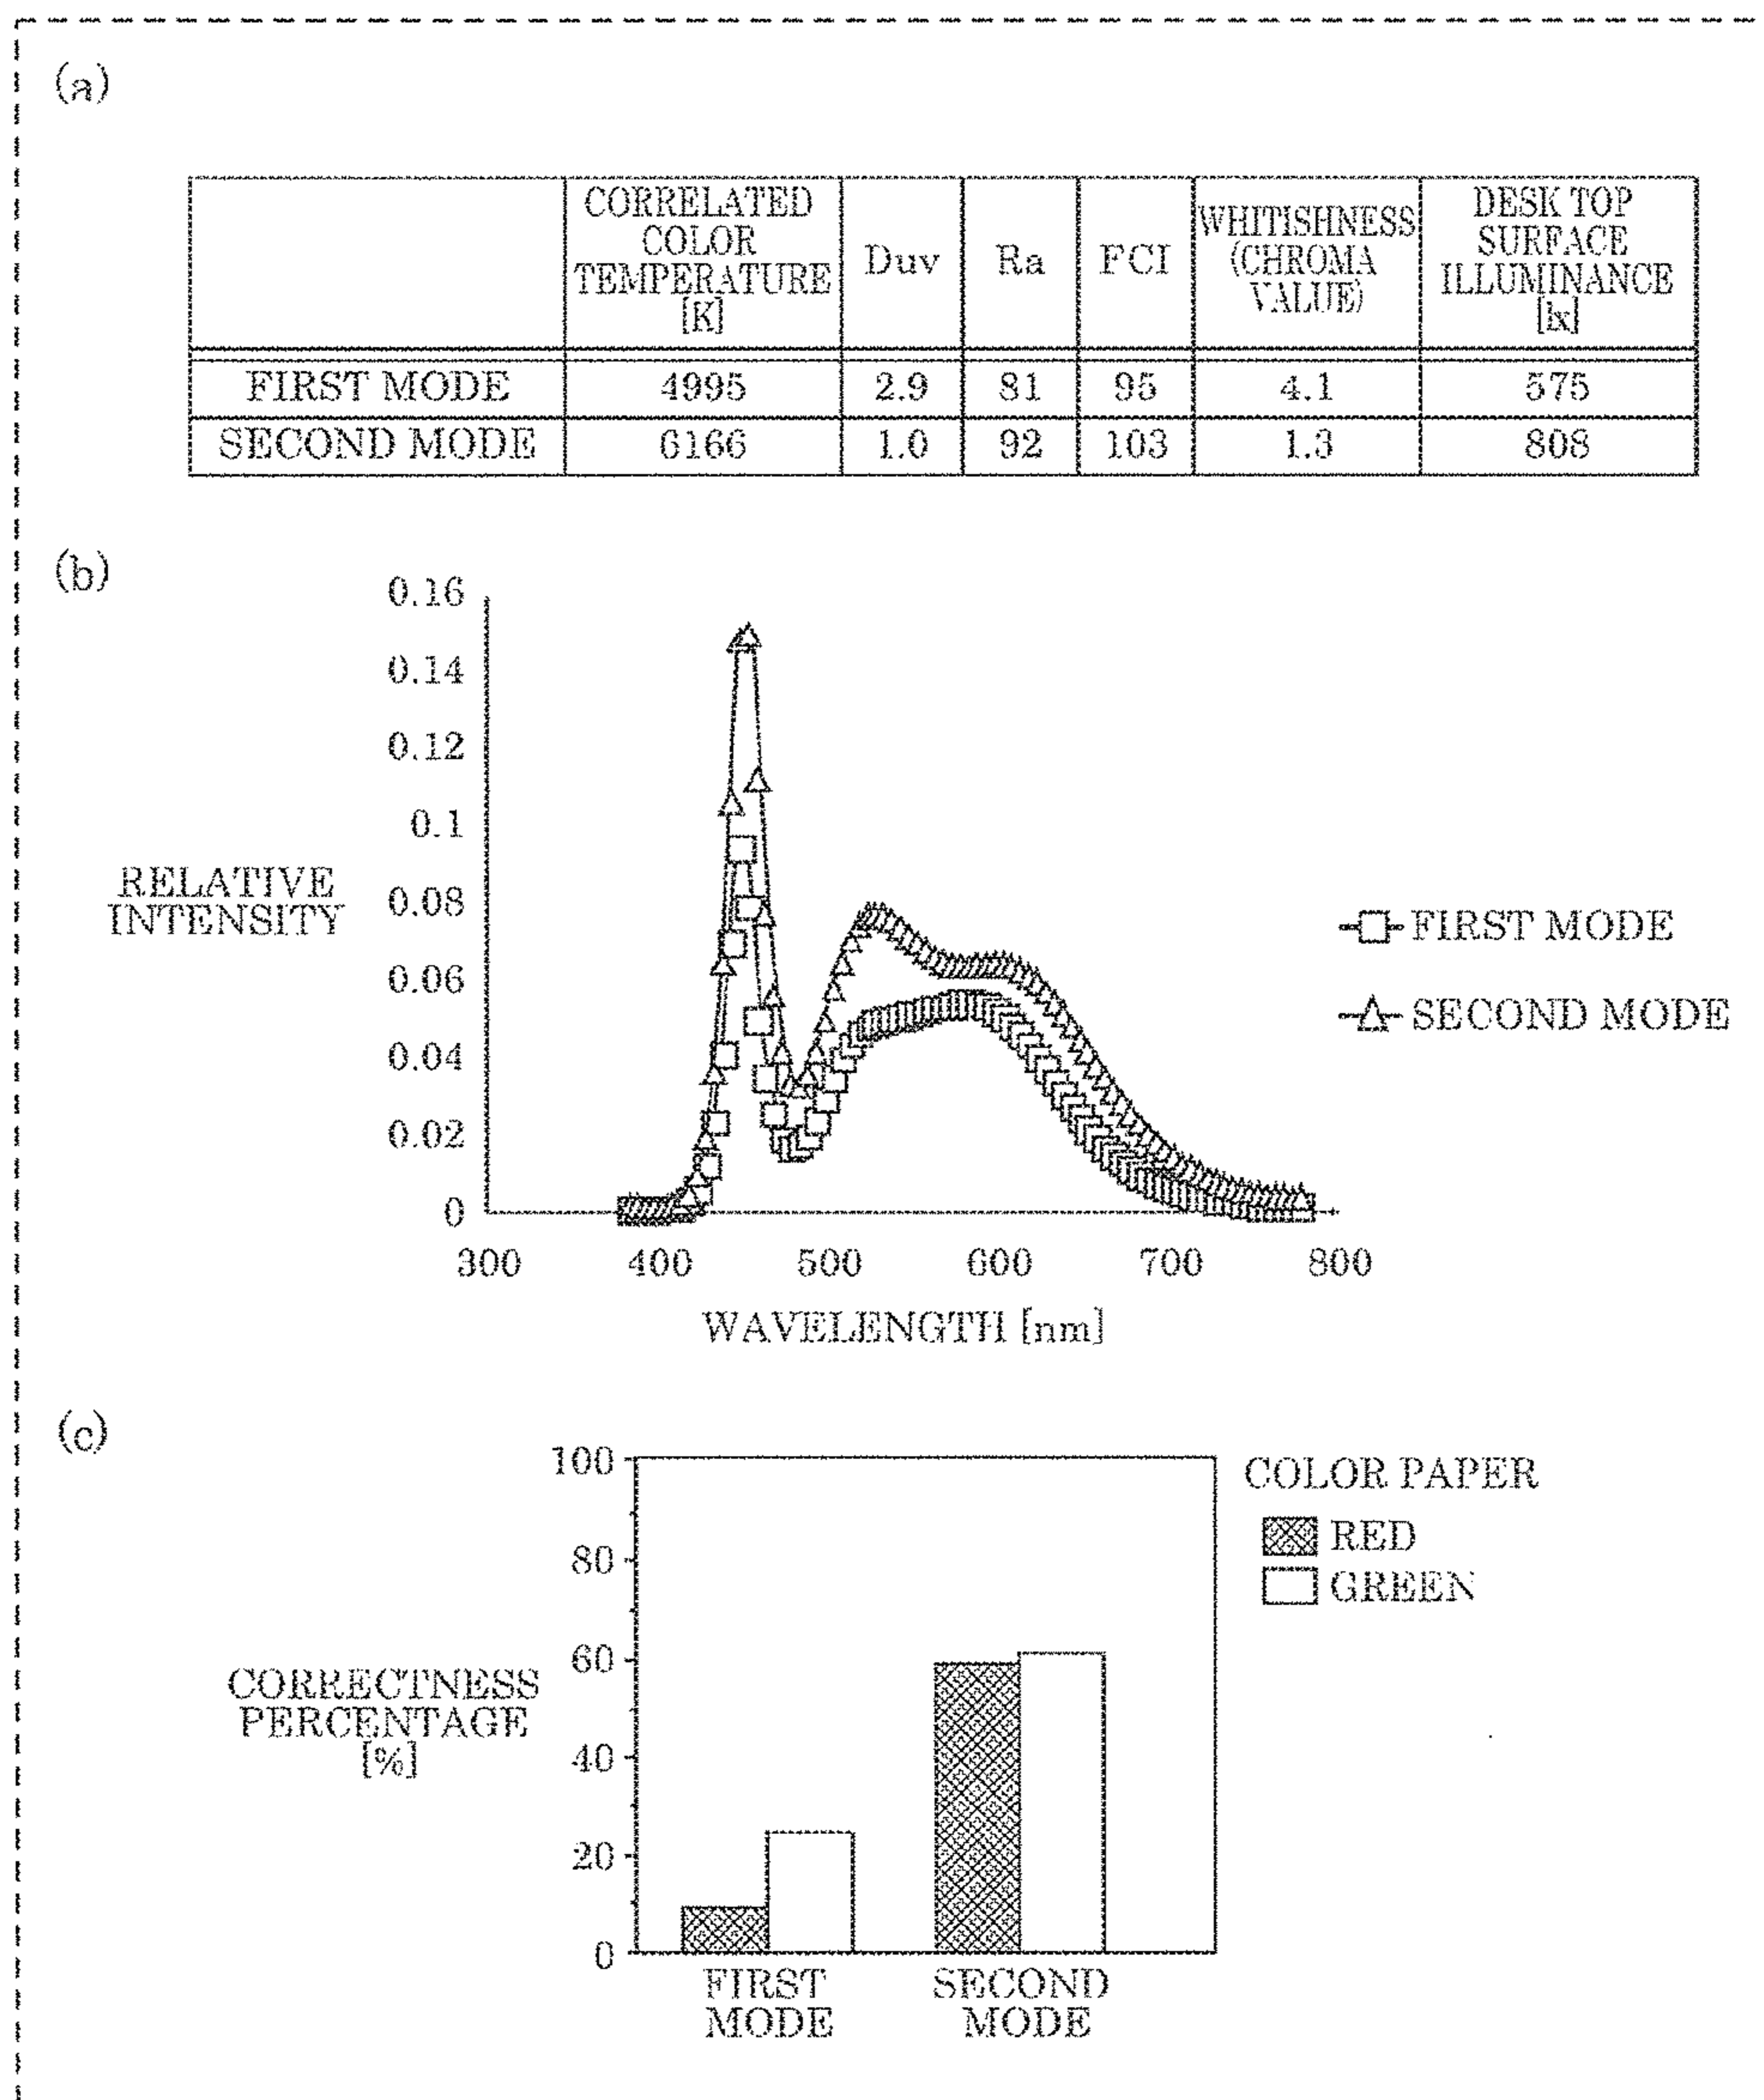 (a)
CORRELATED
COLOR
TEMPERATURE
[K]
Duv
Ra
FCI
WHITISHNESS
(CHROMA
VALUE)
DESK TOP
SURFACE
ILLUMINANCE
[lx]
FIRST MODE 4995 2.9 81 95 4.1 575
SECOND MODE 6166 1.0 92 103 1.3 808
(b)
0.16
0.14
0.12
0.1
0.08
0.06
0.04
0.02
0
RELATIVE
INTENSITY
FIRST MODE
SECOND MODE
300 400 500 600 700 800
WAVELENGTH [nm]
(c)
100
80
60
40
20
0
CORRECTNESS
PERCENTAGE
[%]
COLOR PAPER
RED
GREEN
FIRST
MODE
SECOND
MODE